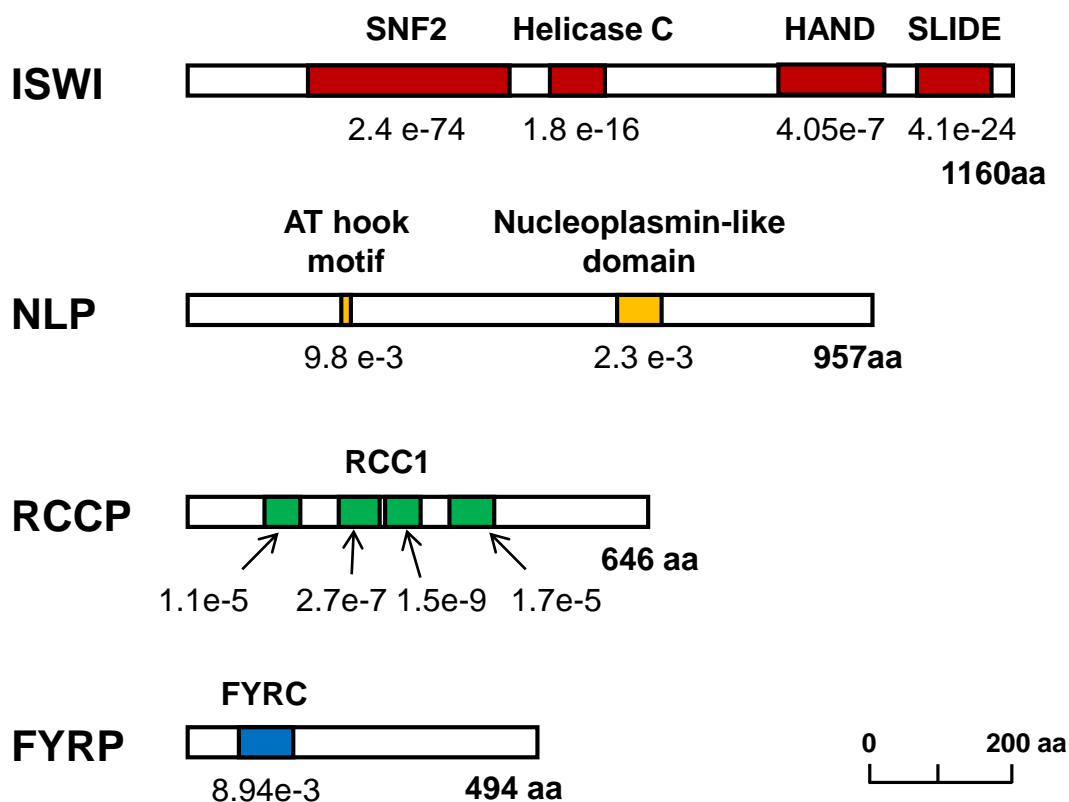 SNF2 Helicase C HAND SLIDE
ISWI
2.4 e-74 1.8 e-16 4.05e-7 4.1e-24
1160aa
AT hook Nucleoplasmin-like
motif domain
NLP
9.8 e-3 2.3 e-3 957aa
RCC1
RCCP
646 aa
1.1e-5 2.7e-7 1.5e-9 1.7e-5
FYRC
FYRP
0 200 aa
8.94e-3 494 aa